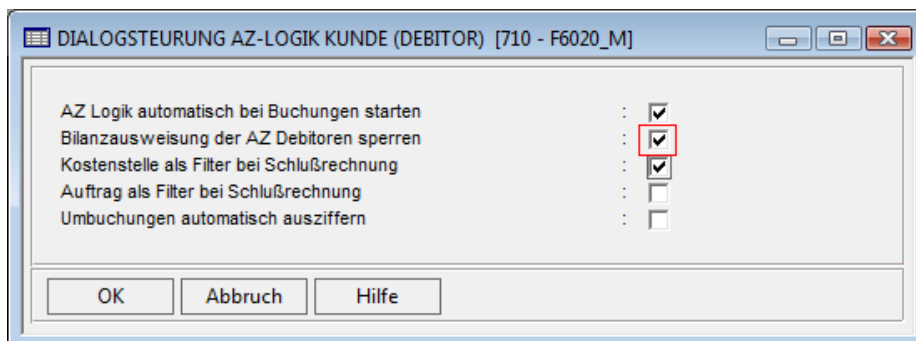 DIALOGSTEURUNG AZ-LOGIK KUNDE (DEBITOR) [710 - F6020_M]
AZ Logik automatisch bei Buchungen starten :
Bilanzausweisung der AZ Debitoren sperren :
Kostenstelle als Filter bei Schlußrechnung :
Auftrag als Filter bei Schlußrechnung :
Umbuchungen automatisch ausziffern :
OK Abbruch Hilfe